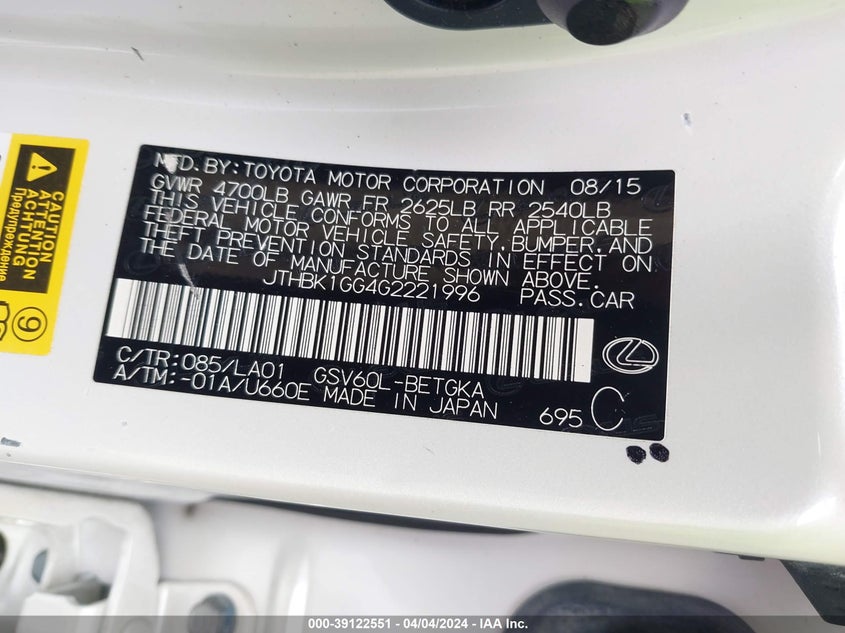 CAUTION
ATTENTION
ACHTUNG
Предупреждение
9
MFD. BY: TOYOTA MOTOR CORPORATION 08/15
GVWR 4700LB GAWR FR 2625LB RR 2540LB
THIS VEHICLE CONFORMS TO ALL APPLICABLE
FEDERAL MOTOR VEHICLE SAFETY, BUMPER, AND
THEFT PREVENTION STANDARDS IN EFFECT ON
THE DATE OF MANUFACTURE SHOWN ABOVE.
JTHBK1GG4G2221996 PASS.CAR
C/TR:085/LA01 GSV60L-BETGKA
A/TM:-01A/U660E MADE IN JAPAN
695 C
000-39122551 - 04/04/2024 - IAAI Stock Inc.